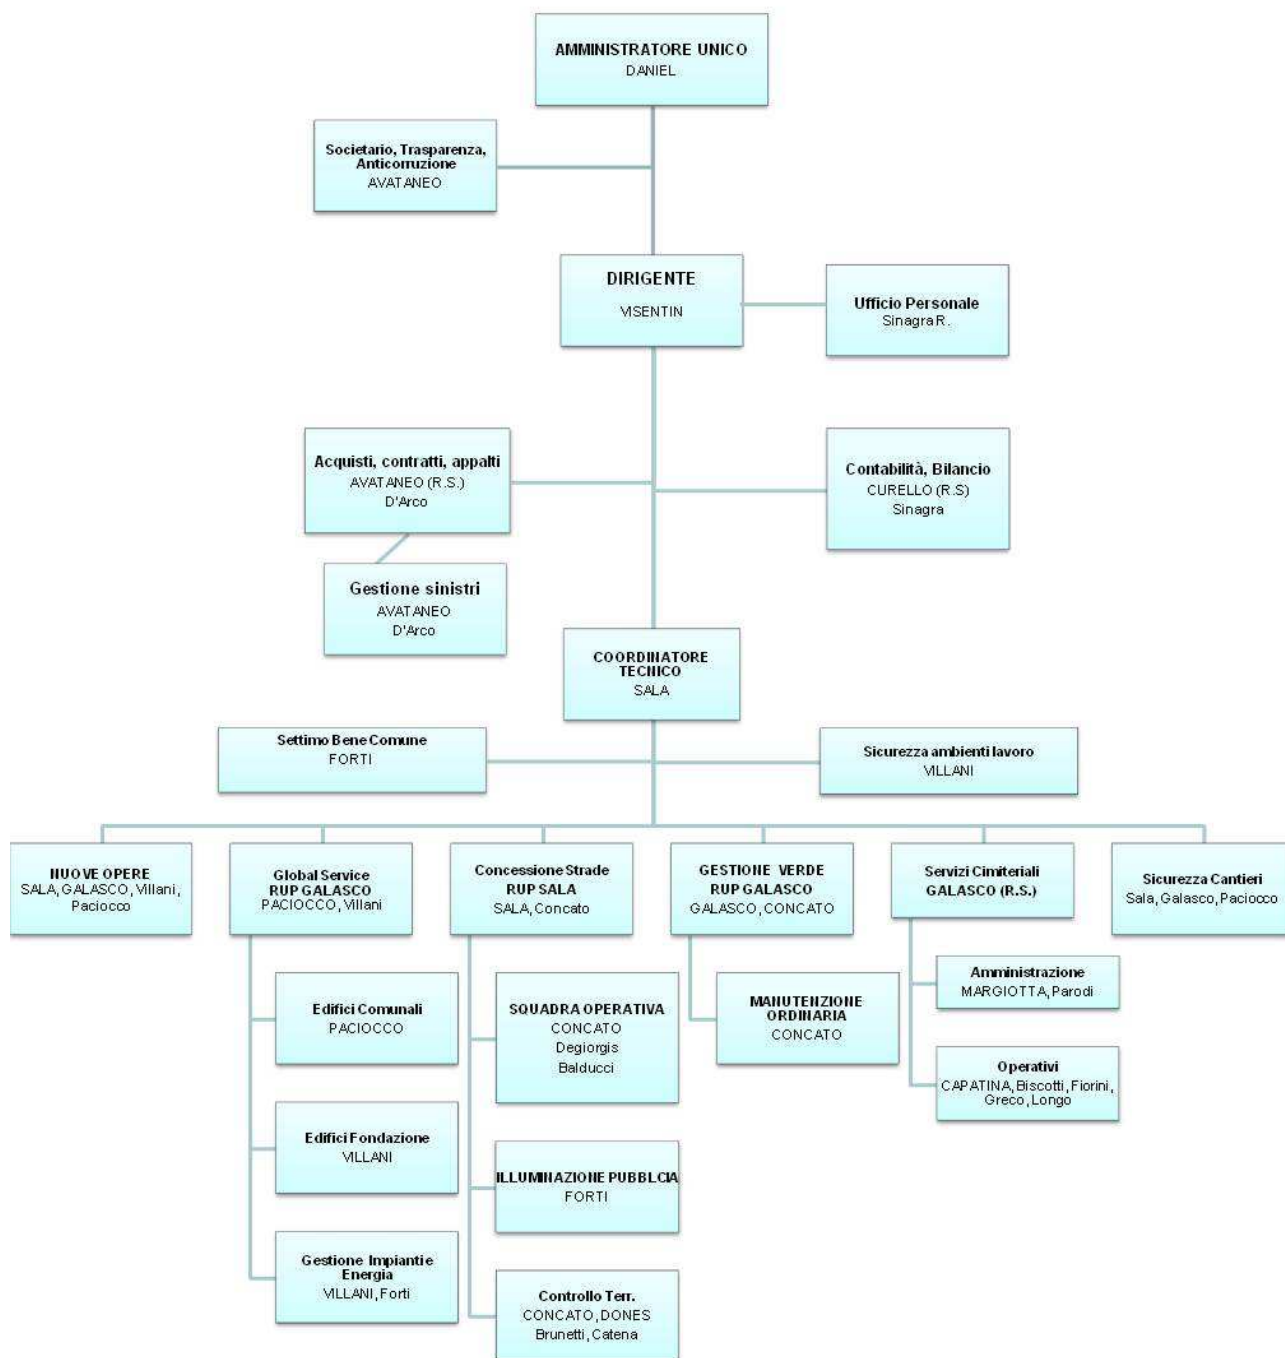 AMMINISTRATORE UNICO
DANIEL
Societario, Trasparenza,
Anticorruzione
AVATANEO
DIRIGENTE
VISENTIN
Ufficio Personale
Sinagra R.
Acquisti, contratti, appalti
AVATANEO (R.S.)
D'Arco
Contabilità, Bilancio
CURELLO (R.S)
Sinagra
Gestione sinistri
AVATANEO
D'Arco
COORDINATORE
TECNICO
SALA
Settimo Bene Comune
FORTI
Sicurezza ambienti lavoro
VILLANI
NUOVE OPERE
SALA, GALASCO, Villani,
Paciocco
Global Service
RUP GALASCO
PACIOCCO, Villani
Concessione Strade
RUP SALA
SALA, Concato
GESTIONE VERDE
RUP GALASCO
GALASCO, CONCATO
Servizi Cimiteriali
GALASCO (R.S.)
Sicurezza Cantieri
Sala, Galasco, Paciocco
Edifici Comunali
PACIOCCO
SQUADRA OPERATIVA
CONCATO
Degiorgis
Balducci
MANUTENZIONE
ORDINARIA
CONCATO
Amministrazione
MARGIOTTA, Parodi
Operativi
CAPATINA, Biscotti, Fiorini,
Greco, Longo
Edifici Fondazione
VILLANI
ILLUMINAZIONE PUBBLCIA
FORTI
Gestione Impianti e
Energia
VILLANI, Forti
Controllo Terr.
CONCATO, DONES
Brunetti, Catena